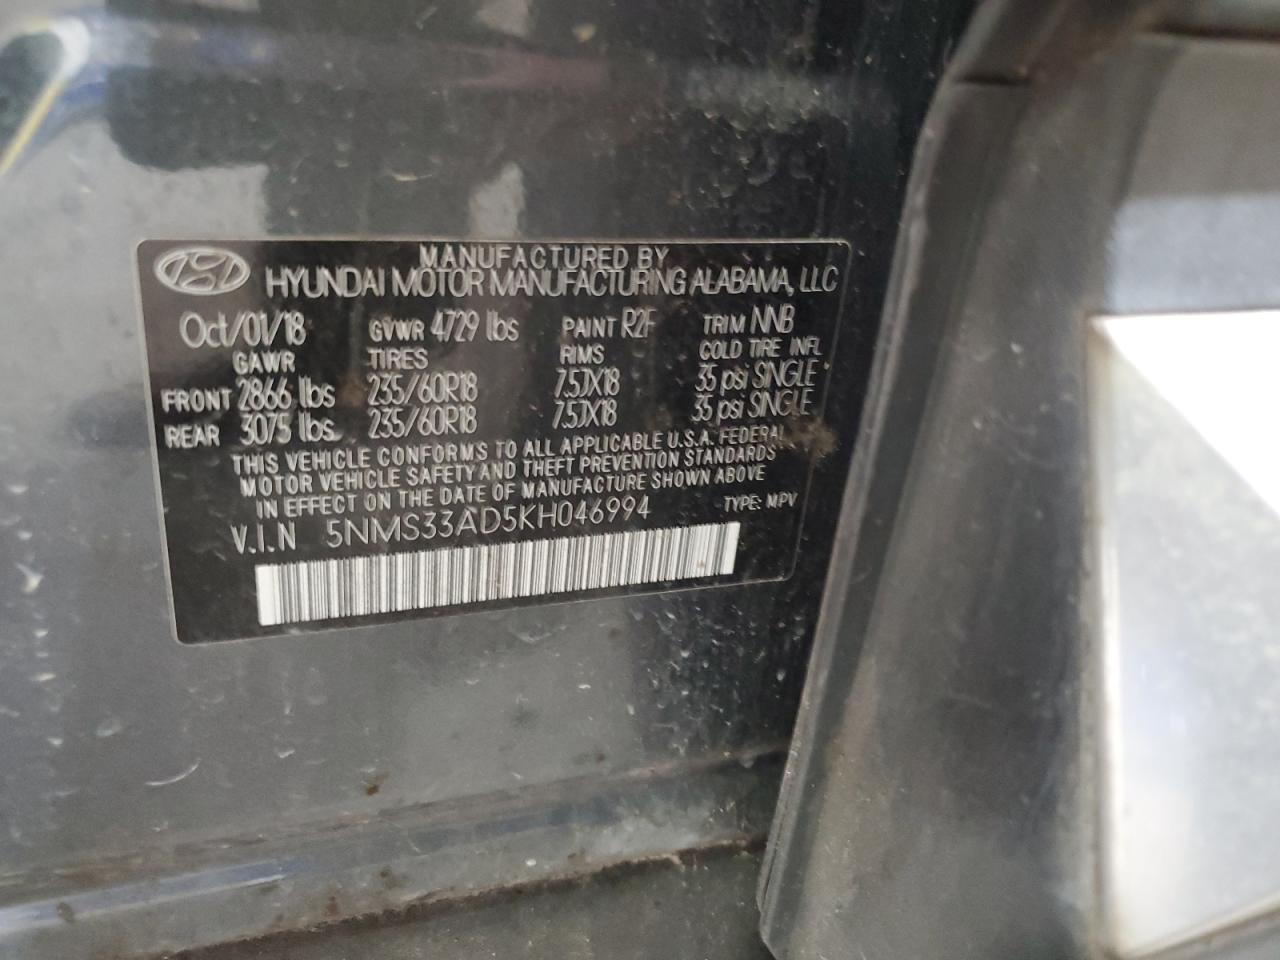 MANUFACTURED BY
HYUNDAI MOTOR MANUFACTURING ALABAMA, LLC
Oct/01/18 GVWR 4729 lbs PAINT R2F TRIM NNB
GAWR TIRES RIMS COLD TIRE INFL
FRONT 2866 lbs 235/60R18 7.5JX18 35 psi SINGLE
REAR 3075 lbs 235/60R18 7.5JX18 35 psi SINGLE
THIS VEHICLE CONFORMS TO ALL APPLICABLE U.S.A. FEDERAL
MOTOR VEHICLE SAFETY AND THEFT PREVENTION STANDARDS
IN EFFECT ON THE DATE OF MANUFACTURE SHOWN ABOVE
V.I.N 5NMS33AD5KH046994 TYPE: MPV